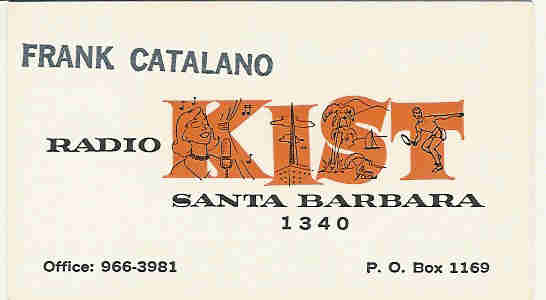 FRANK CATALANO
RADIO KIST
SANTA BARBARA
1340
Office: 966-3981 P. O. Box 1169